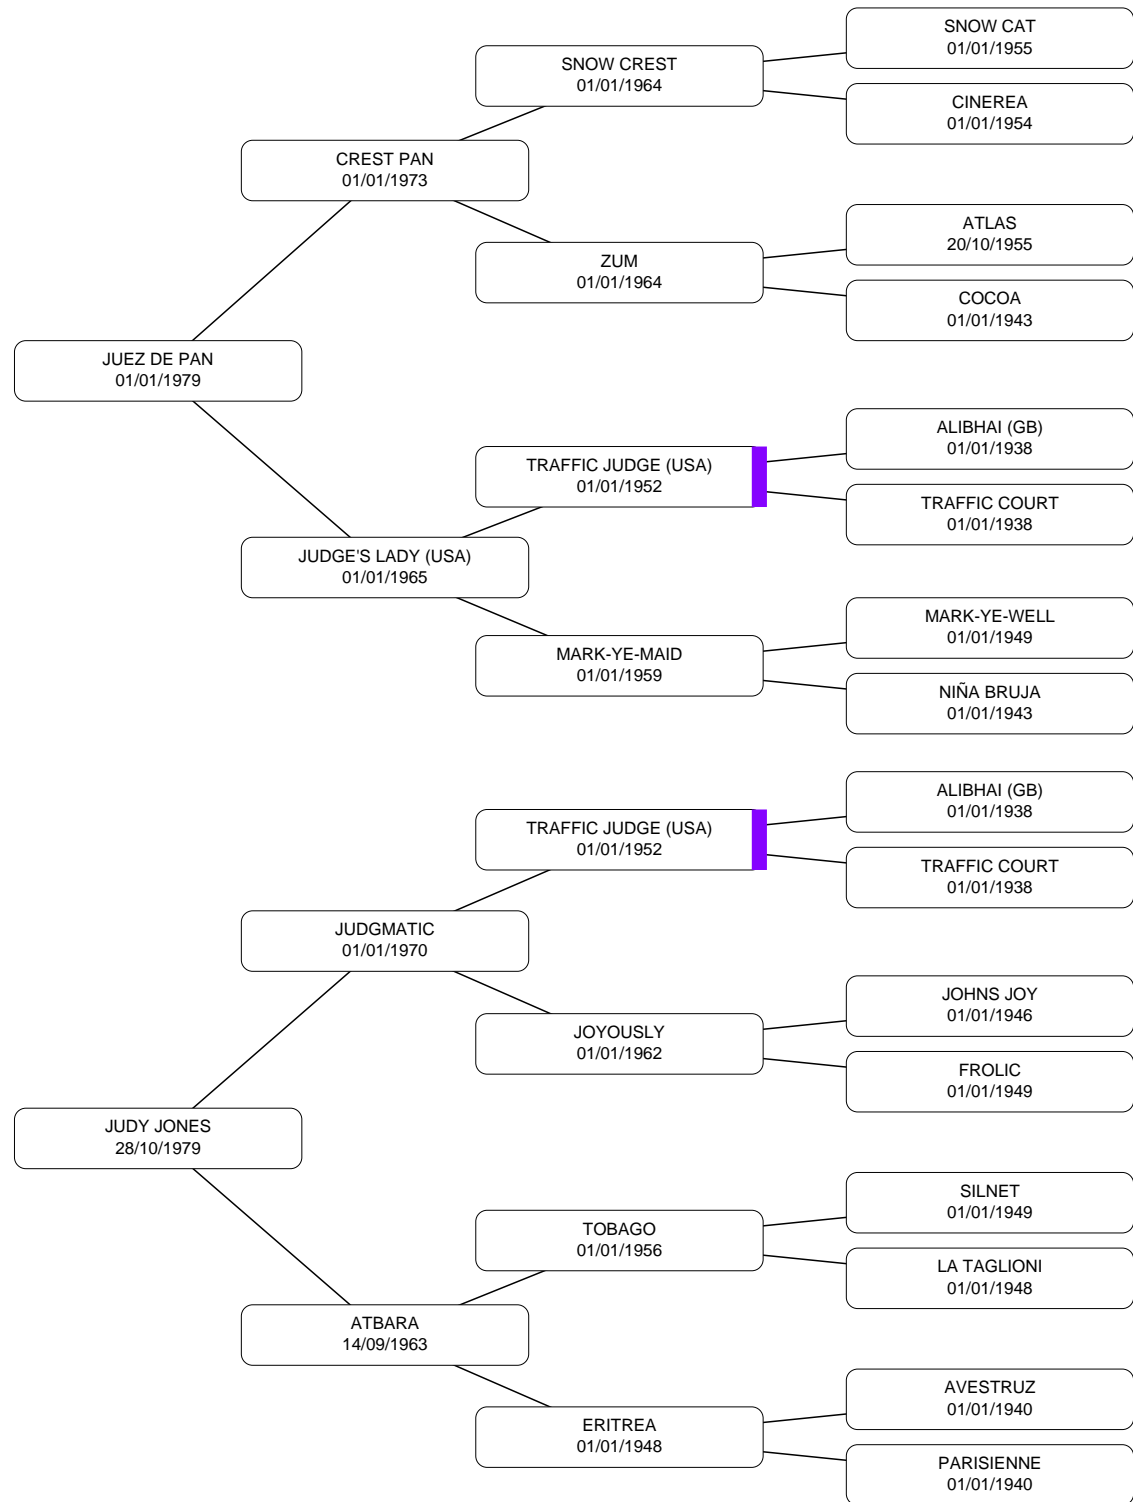 SNOW CAT
01/01/1955
SNOW CREST
01/01/1964
CINEREA
01/01/1954
CREST PAN
01/01/1973
ATLAS
20/10/1955
ZUM
01/01/1964
COCOA
01/01/1943
JUEZ DE PAN
01/01/1979
ALIBHAI (GB)
01/01/1938
TRAFFIC JUDGE (USA)
01/01/1952
TRAFFIC COURT
01/01/1938
JUDGE'S LADY (USA)
01/01/1965
MARK-YE-WELL
01/01/1949
MARK-YE-MAID
01/01/1959
NIÑA BRUJA
01/01/1943
ALIBHAI (GB)
01/01/1938
TRAFFIC JUDGE (USA)
01/01/1952
TRAFFIC COURT
01/01/1938
JUDGMATIC
01/01/1970
JOHNS JOY
01/01/1946
JOYOUSLY
01/01/1962
FROLIC
01/01/1949
JUDY JONES
28/10/1979
SILNET
01/01/1949
TOBAGO
01/01/1956
LA TAGLIONI
01/01/1948
ATBARA
14/09/1963
AVESTRUZ
01/01/1940
ERITREA
01/01/1948
PARISIENNE
01/01/1940